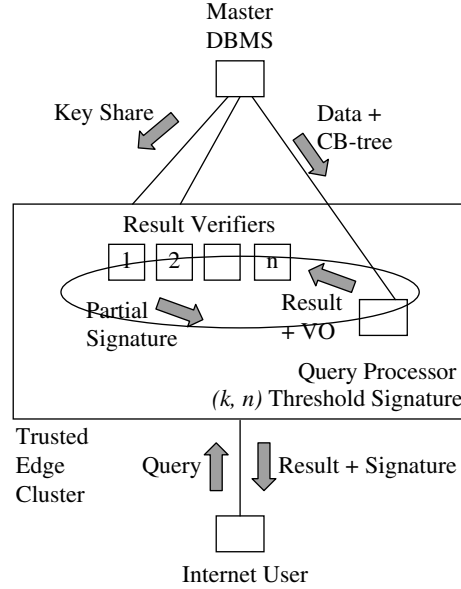 Master
DBMS
Key Share
Data +
CB-tree
Result Verifiers
1 2 n
Partial
Signature
Result
+ VO
Query Processor
(k, n) Threshold Signature
Trusted
Edge
Cluster
Query
Result + Signature
Internet User